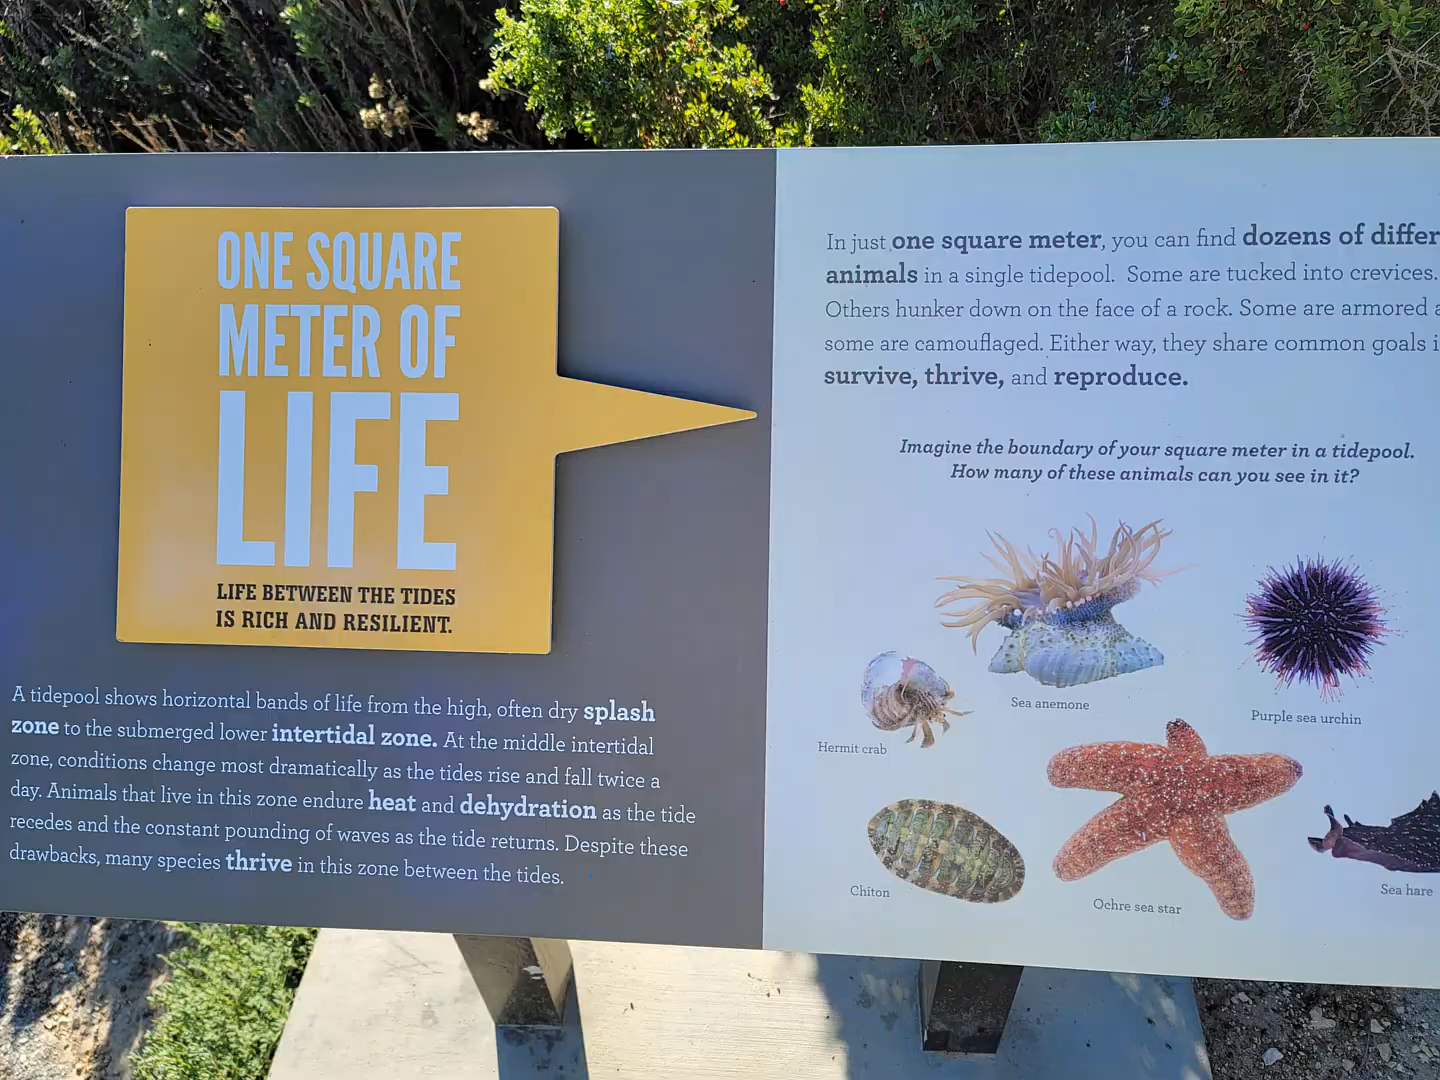 ONE SQUARE
METER OF
LIFE
LIFE BETWEEN THE TIDES
IS RICH AND RESILIENT.
A tidepool shows horizontal bands of life from the high, often dry splash
zone to the submerged lower intertidal zone. At the middle intertidal
zone, conditions change most dramatically as the tides rise and fall twice a
day. Animals that live in this zone endure heat and dehydration as the tide
recedes and the constant pounding of waves as the tide returns. Despite these
drawbacks, many species thrive in this zone between the tides.
In just one square meter, you can find dozens of differ
animals in a single tidepool. Some are tucked into crevices.
Others hunker down on the face of a rock. Some are armored
some are camouflaged. Either way, they share common goals
survive, thrive, and reproduce.
Imagine the boundary of your square meter in a tidepool.
How many of these animals can you see in it?
Sea anemone
Purple sea urchin
Hermit crab
Chiton
Ochre sea star
Sea hare